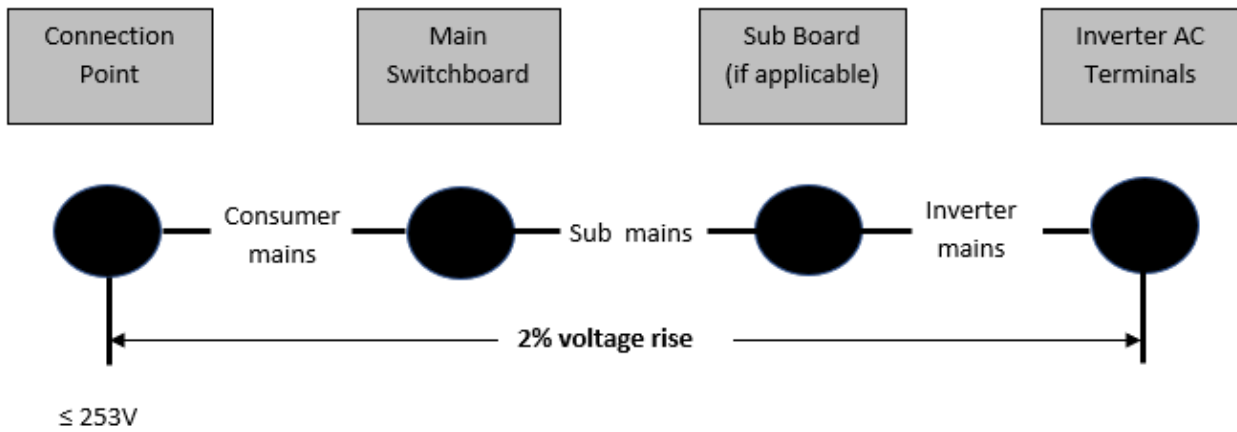 Connection
Point
Main
Switchboard
Sub Board
(if applicable)
Inverter AC
Terminals
Consumer
mains
Sub mains
Inverter
mains
2% voltage rise
≤ 253V